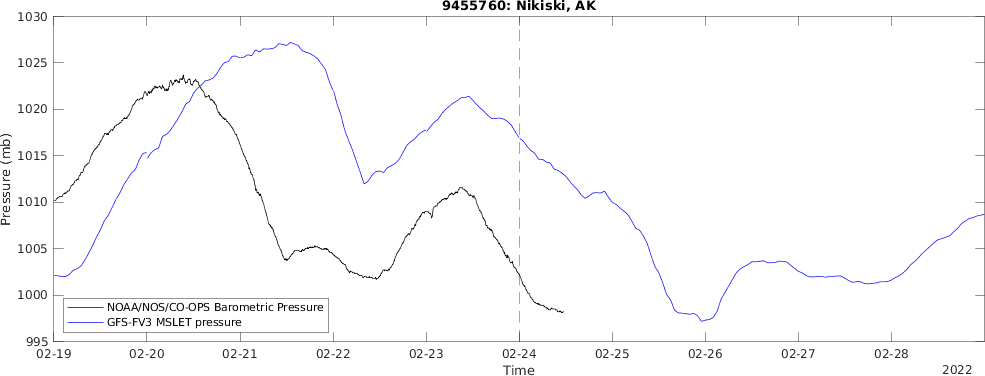 9455760: Nikiski, AK
1030
1025
1020
1015
1010
1005
1000
995
Pressure (mb)
NOAA/NOS/CO-OPS Barometric Pressure
GFS-FV3 MSLET pressure
02-19 02-20 02-21 02-22 02-23 02-24 02-25 02-26 02-27 02-28
Time
2022